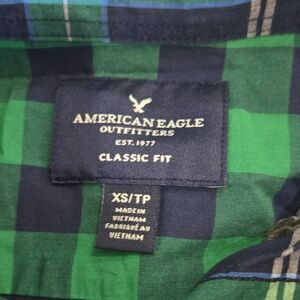 AMERICAN EAGLE
OUTFITTERS
EST. 1977
CLASSIC FIT
XS/TP
MADE IN
VIETNAM
FABRIQUÉ AU
VIETNAM